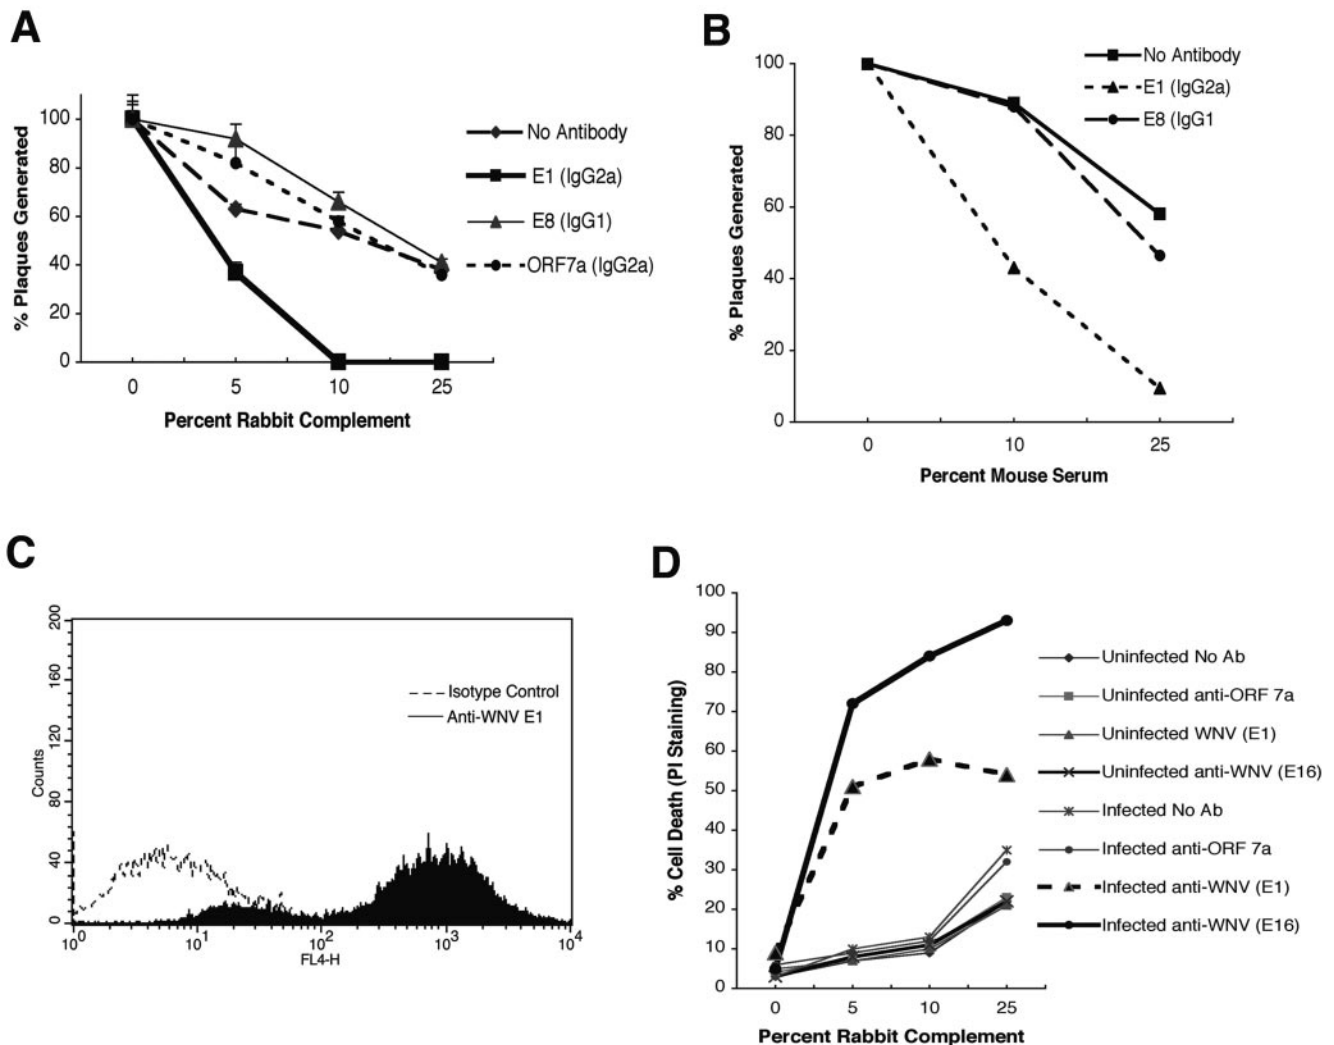 A
% Plaques Generated
100
80
60
40
20
0
0 5 10 25
Percent Rabbit Complement
No Antibody
E1 (IgG2a)
E8 (IgG1)
ORF7a (IgG2a)
B
% Plaques Generated
100
80
60
40
20
0
0 10 25
Percent Mouse Serum
No Antibody
E1 (IgG2a)
E8 (IgG1
C
Counts
200
160
120
80
40
0
10^0 10^1 10^2 10^3 10^4
FL4-H
Isotype Control
Anti-WNV E1
D
% Cell Death (PI Staining)
100
90
80
70
60
50
40
30
20
10
0
0 5 10 25
Percent Rabbit Complement
Uninfected No Ab
Uninfected anti-ORF 7a
Uninfected WNV (E1)
Uninfected anti-WNV (E16)
Infected No Ab
Infected anti-ORF 7a
Infected anti-WNV (E1)
Infected anti-WNV (E16)